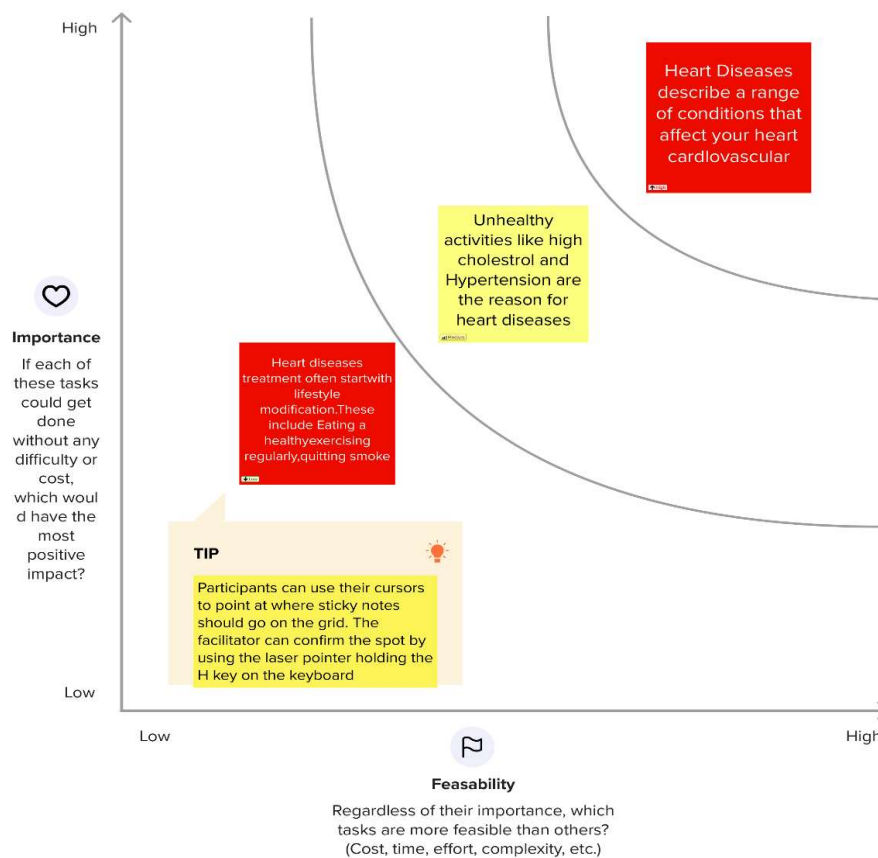 High
Heart Diseases
describe a range
of conditions that
affect your heart
cardlovascular
Unhealthy
activities like high
cholestrol and
Hypertension are
the reason for
heart diseases
Importance
If each of
these tasks
could get
done
without any
difficulty or
cost,
which woul
d have the
most
positive
impact?
Heart diseases
treatment often startwith
lifestyle
modification.These
include Eating a
healthyexercising
regularly,quitting smoke
TIP
Participants can use their cursors
to point at where sticky notes
should go on the grid. The
facilitator can confirm the spot by
using the laser pointer holding the
H key on the keyboard
Low
Low
High
Feasability
Regardless of their importance, which
tasks are more feasible than others?
(Cost, time, effort, complexity, etc.)